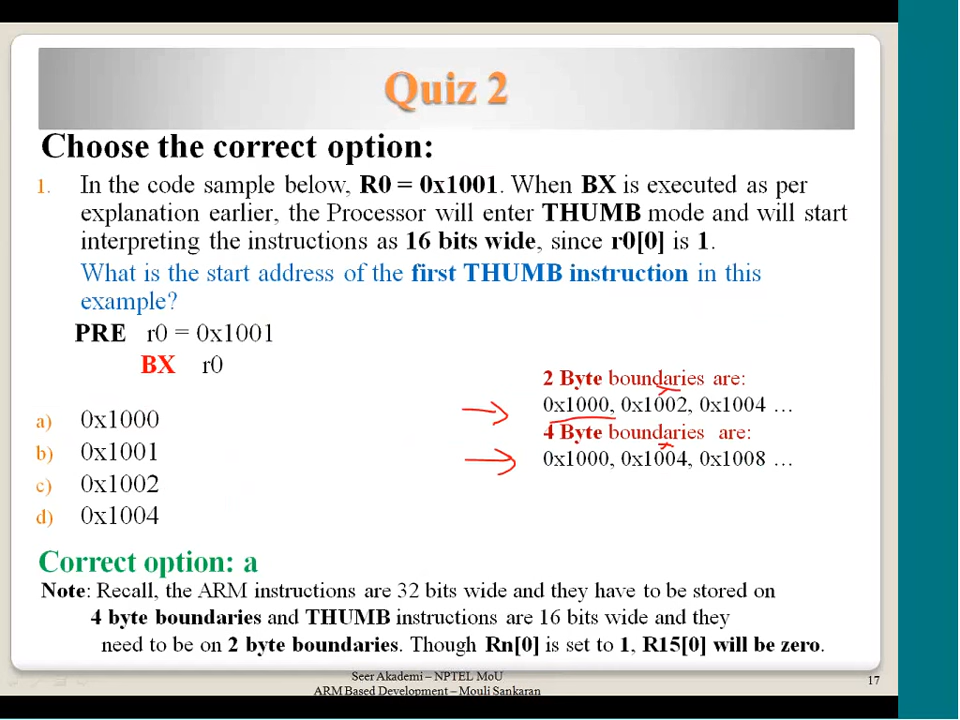 Quiz 2
Choose the correct option:
1. In the code sample below, R0 = 0x1001. When BX is executed as per
explanation earlier, the Processor will enter THUMB mode and will start
interpreting the instructions as 16 bits wide, since r0[0] is 1.
What is the start address of the first THUMB instruction in this
example?
PRE r0 = 0x1001
BX r0
a) 0x1000
b) 0x1001
c) 0x1002
d) 0x1004
2 Byte boundaries are:
0x1000, 0x1002, 0x1004 ...
4 Byte boundaries are:
0x1000, 0x1004, 0x1008 ...
Correct option: a
Note: Recall, the ARM instructions are 32 bits wide and they have to be stored on
4 byte boundaries and THUMB instructions are 16 bits wide and they
need to be on 2 byte boundaries. Though Rn[0] is set to 1, R15[0] will be zero.
Seer Akademi – NPTEL MoU
ARM Based Development – Mouli Sankaran
17